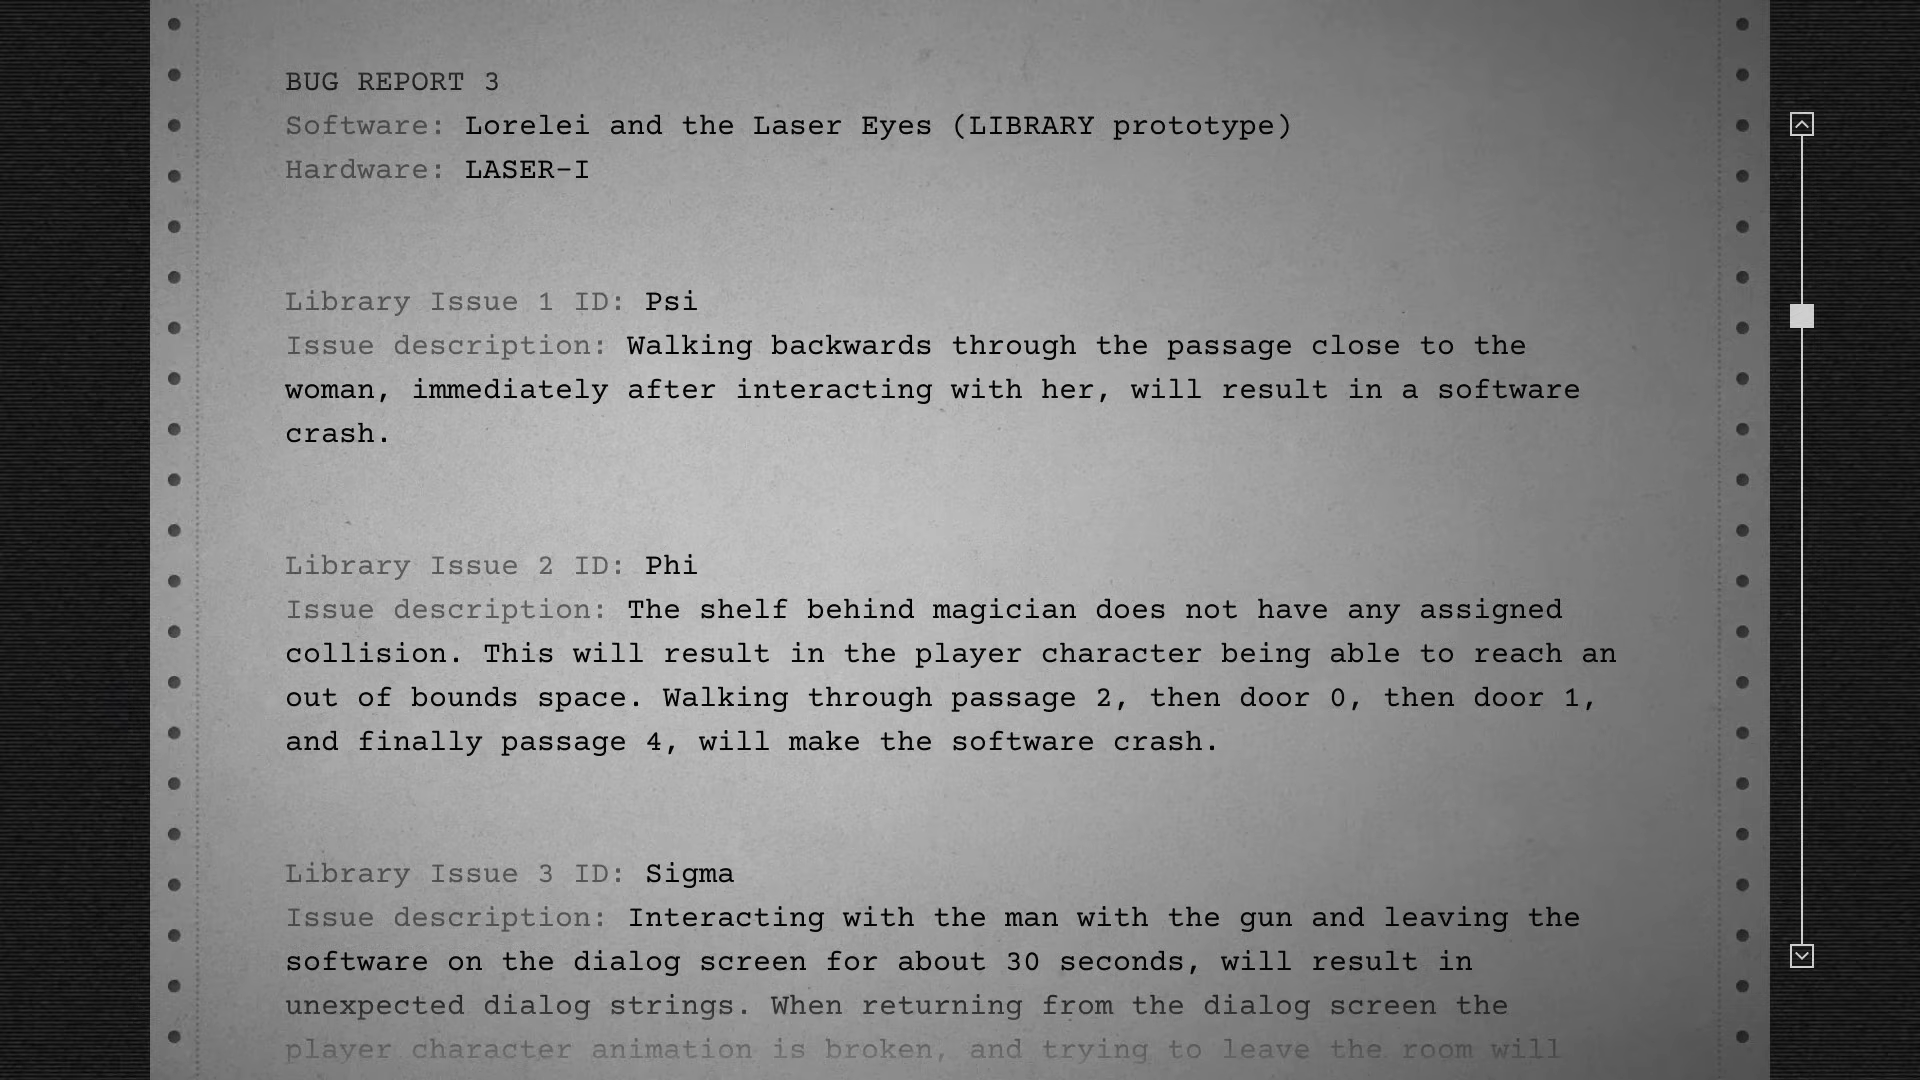 BUG REPORT 3
Software: Lorelei and the Laser Eyes (LIBRARY prototype)
Hardware: LASER-I
Library Issue 1 ID: Psi
Issue description: Walking backwards through the passage close to the
woman, immediately after interacting with her, will result in a software
crash.
Library Issue 2 ID: Phi
Issue description: The shelf behind magician does not have any assigned
collision. This will result in the player character being able to reach an
out of bounds space. Walking through passage 2, then door 0, then door 1,
and finally passage 4, will make the software crash.
Library Issue 3 ID: Sigma
Issue description: Interacting with the man with the gun and leaving the
software on the dialog screen for about 30 seconds, will result in
unexpected dialog strings. When returning from the dialog screen the
player character animation is broken, and trying to leave the room will